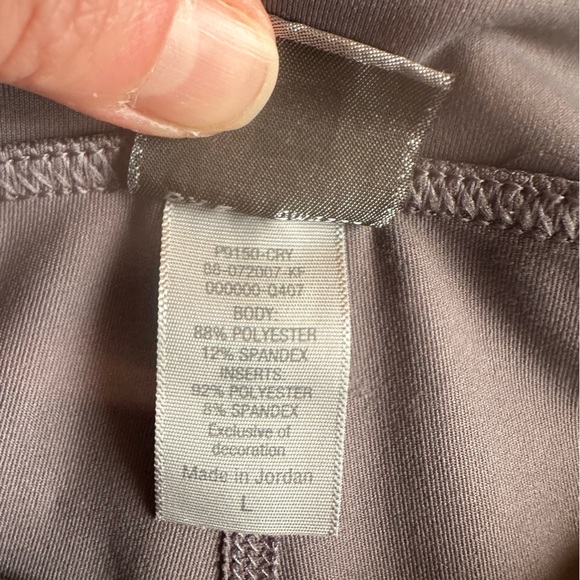 P0150-CRY
08-072007-KF
000000-0407
BODY:
88% POLYESTER
12% SPANDEX
INSERTS:
92% POLYESTER
8% SPANDEX
Exclusive of
decoration
Made in Jordan
L